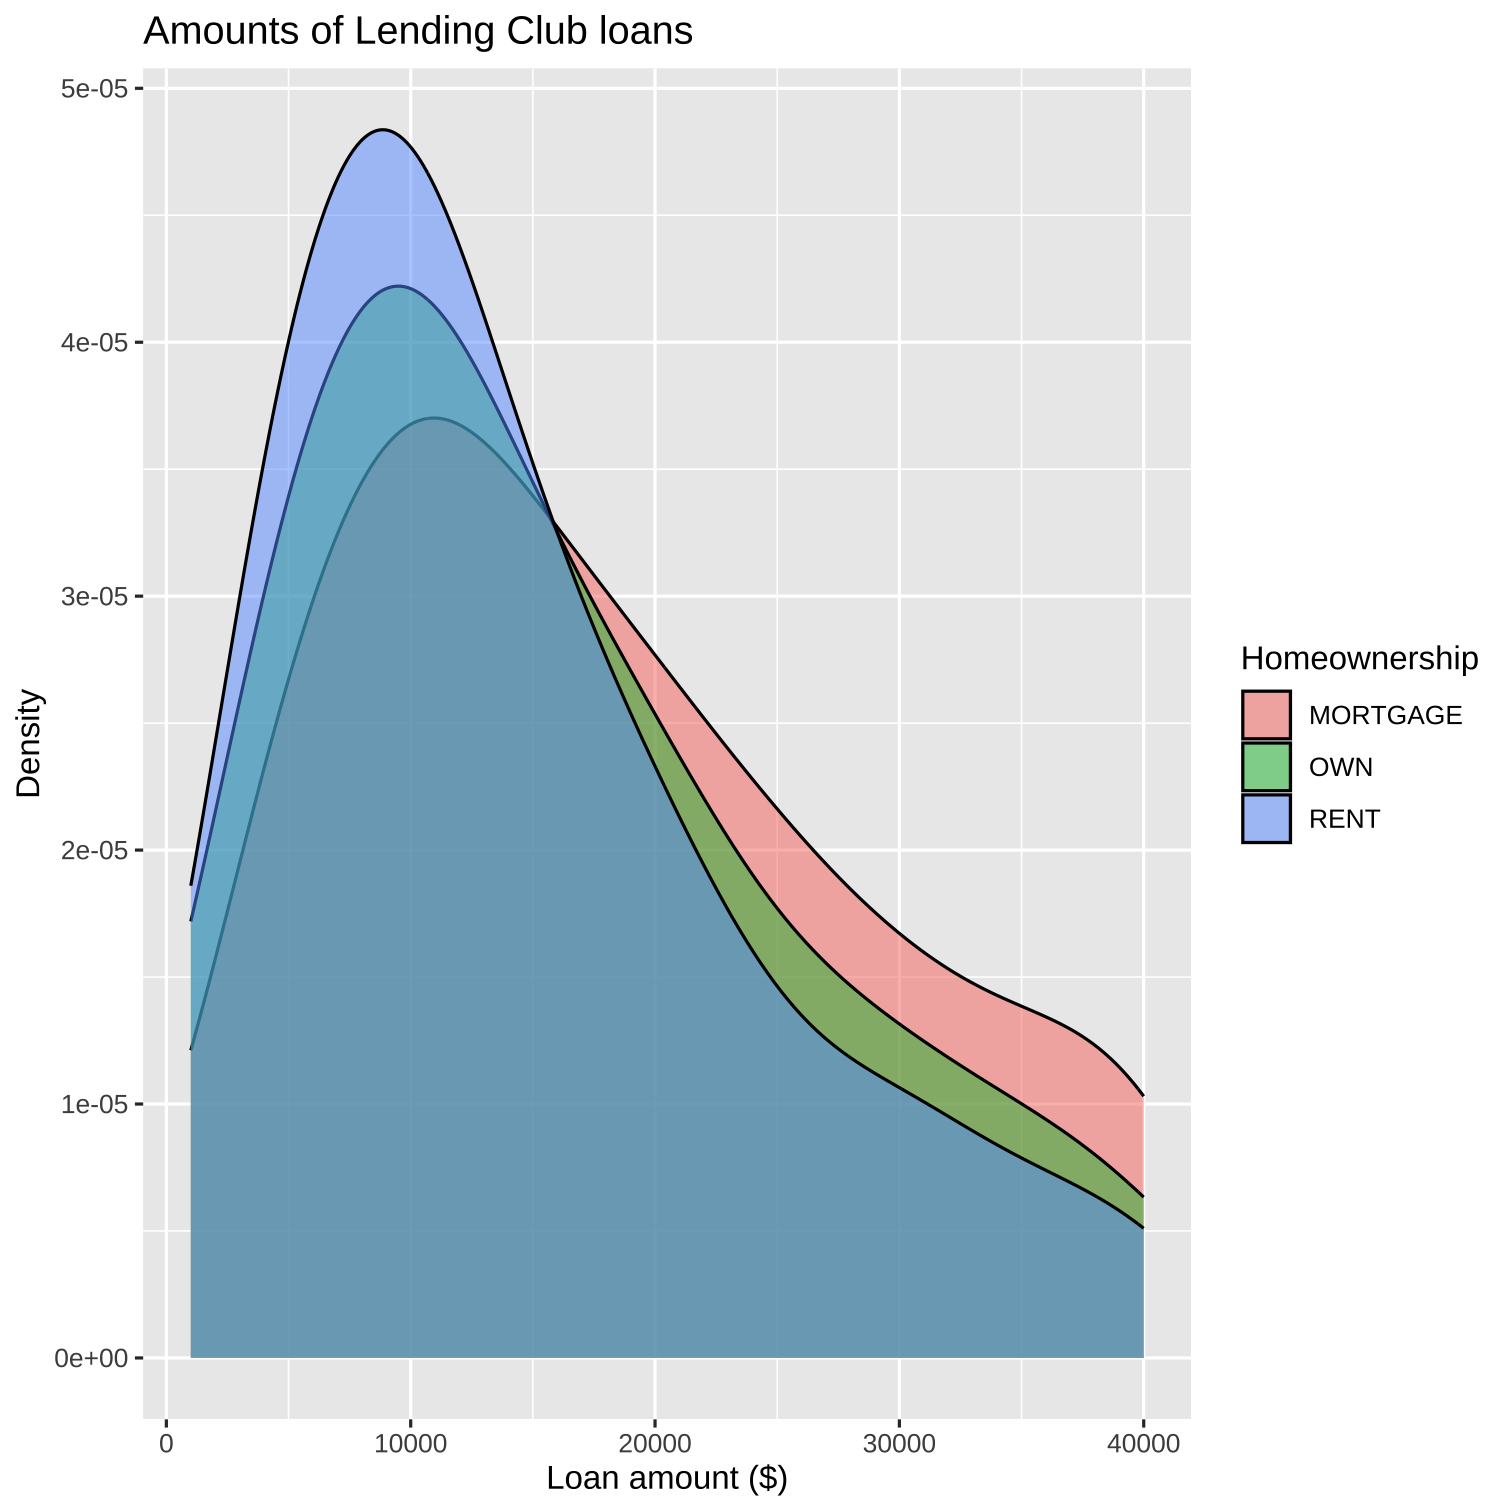 Amounts of Lending Club loans
5e-05
4e-05
3e-05
2e-05
1e-05
0e+00
Density
0
10000
20000
30000
40000
Loan amount ($)
Homeownership
MORTGAGE
OWN
RENT